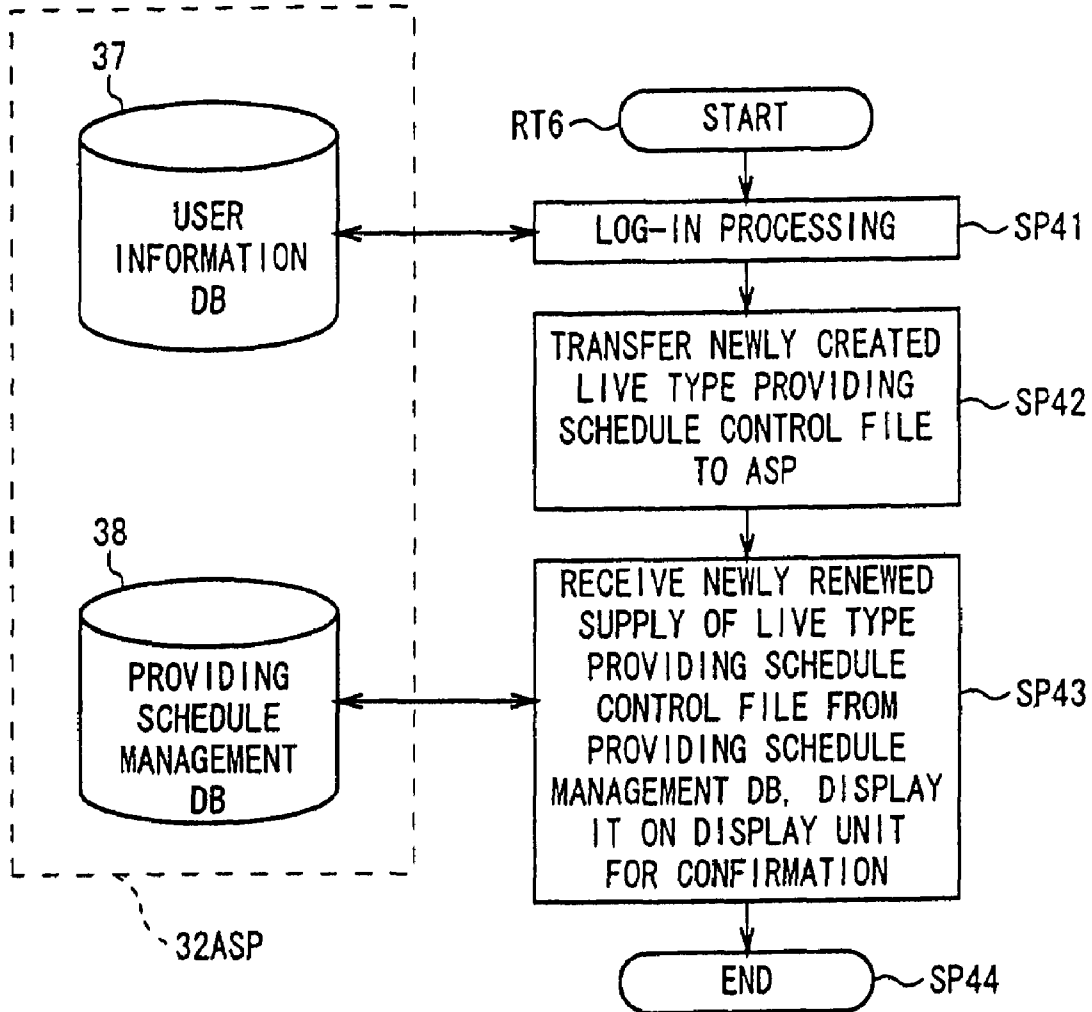 37
USER
INFORMATION
DB
38
PROVIDING
SCHEDULE
MANAGEMENT
DB
32ASP
RT6
START
LOG-IN PROCESSING
SP41
TRANSFER NEWLY CREATED
LIVE TYPE PROVIDING
SCHEDULE CONTROL FILE
TO ASP
SP42
RECEIVE NEWLY RENEWED
SUPPLY OF LIVE TYPE
PROVIDING SCHEDULE
CONTROL FILE FROM
PROVIDING SCHEDULE
MANAGEMENT DB, DISPLAY
IT ON DISPLAY UNIT
FOR CONFIRMATION
SP43
END
SP44